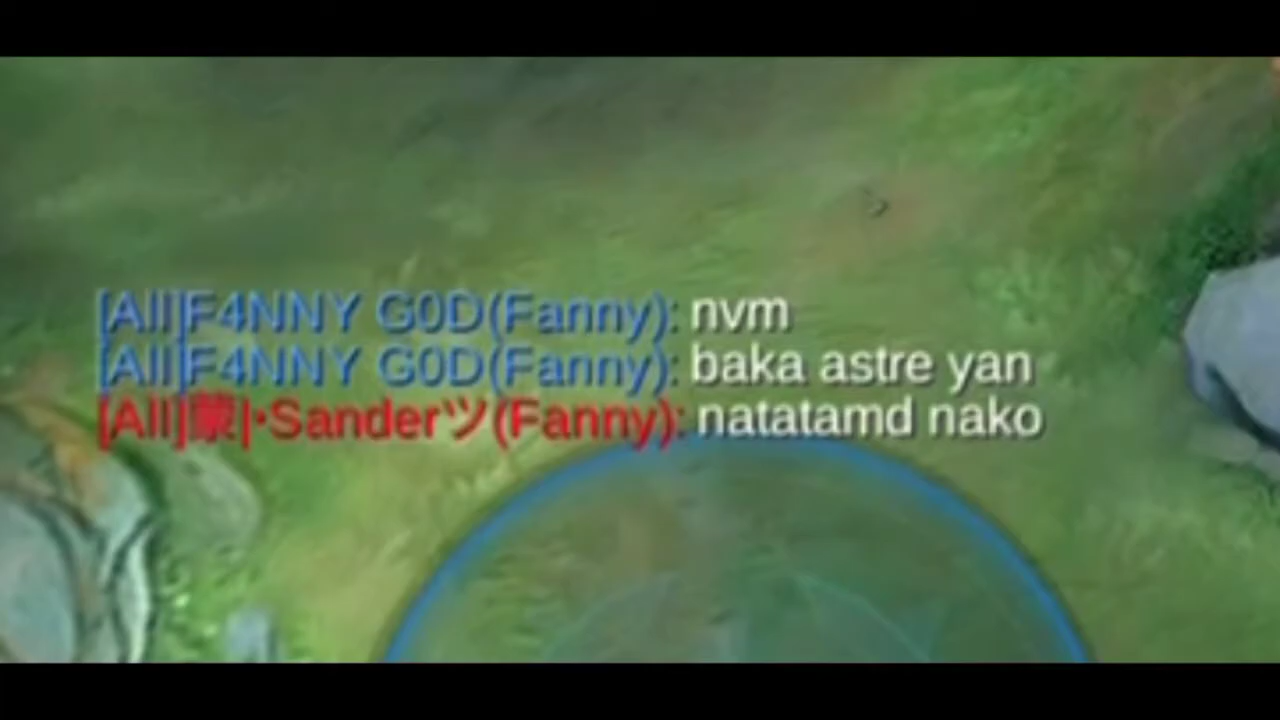 [All]F4NNY G0D(Fanny): nvm
[All]F4NNY G0D(Fanny): baka astre yan
[All]蒙|·Sanderツ(Fanny): natatamd nako